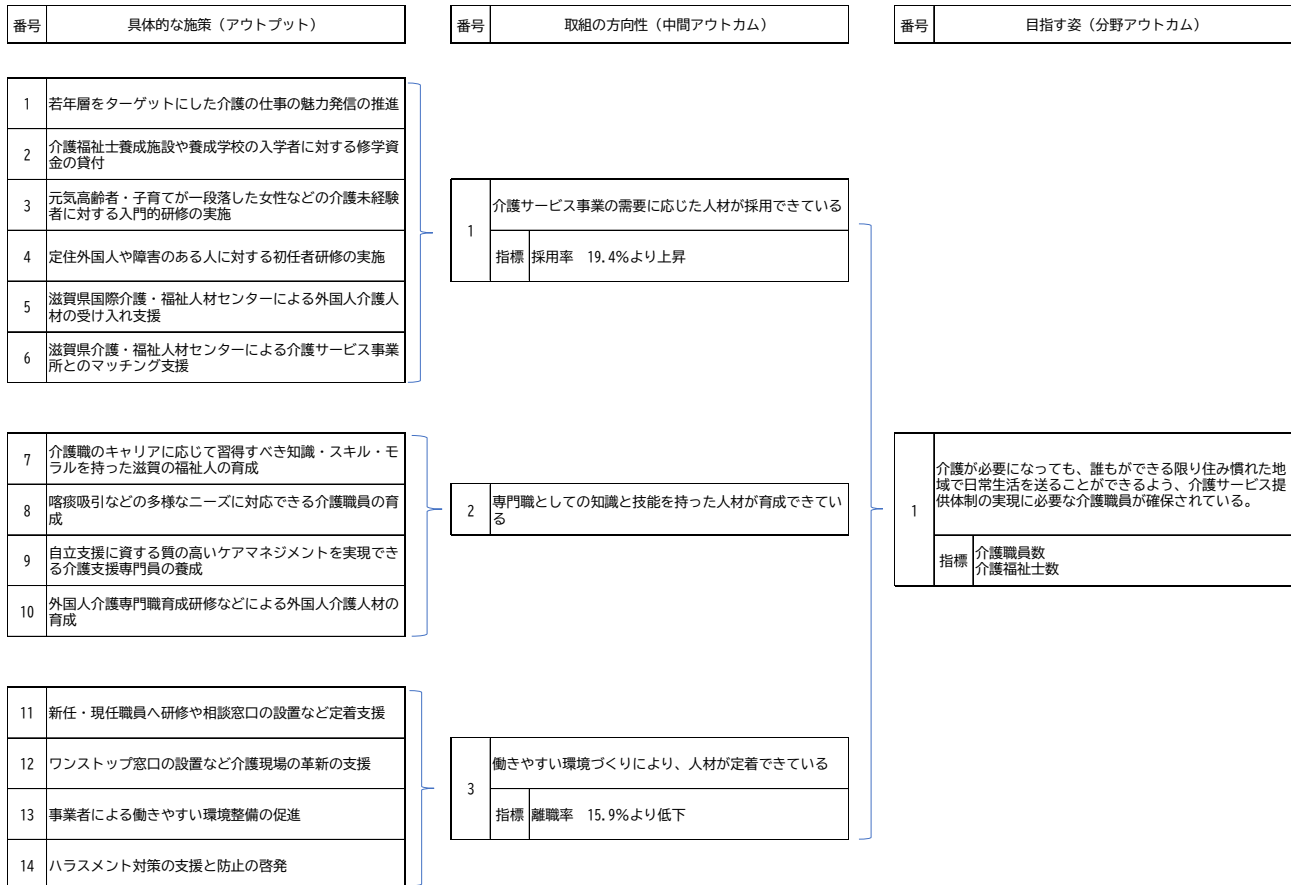 番号
具体的な施策（アウトプット）
番号
取組の方向性（中間アウトカム）
番号
目指す姿（分野アウトカム）
1
若年層をターゲットにした介護の仕事の魅力発信の推進
2
介護福祉士養成施設や養成学校の入学者に対する修学資
金の貸付
3
元気高齢者・子育てが一段落した女性などの介護未経験
者に対する入門的研修の実施
4
定住外国人や障害のある人に対する初任者研修の実施
5
滋賀県国際介護・福祉人材センターによる外国人介護人
材の受け入れ支援
6
滋賀県介護・福祉人材センターによる介護サービス事業
所とのマッチング支援
1
介護サービス事業の需要に応じた人材が採用できている
指標
採用率　19.4％より上昇
7
介護職のキャリアに応じて習得すべき知識・スキル・モ
ラルを持った滋賀の福祉人の育成
8
喀痰吸引などの多様なニーズに対応できる介護職員の育
成
9
自立支援に資する質の高いケアマネジメントを実現でき
る介護支援専門員の養成
10
外国人介護専門職育成研修などによる外国人介護人材の
育成
2
専門職としての知識と技能を持った人材が育成できてい
る
1
介護が必要になっても、誰もができる限り住み慣れた地
域で日常生活を送ることができるよう、介護サービス提
供体制の実現に必要な介護職員が確保されている。
指標
介護職員数
介護福祉士数
11
新任・現任職員へ研修や相談窓口の設置など定着支援
12
ワンストップ窓口の設置など介護現場の革新の支援
13
事業者による働きやすい環境整備の促進
14
ハラスメント対策の支援と防止の啓発
3
働きやすい環境づくりにより、人材が定着できている
指標
離職率　15.9％より低下